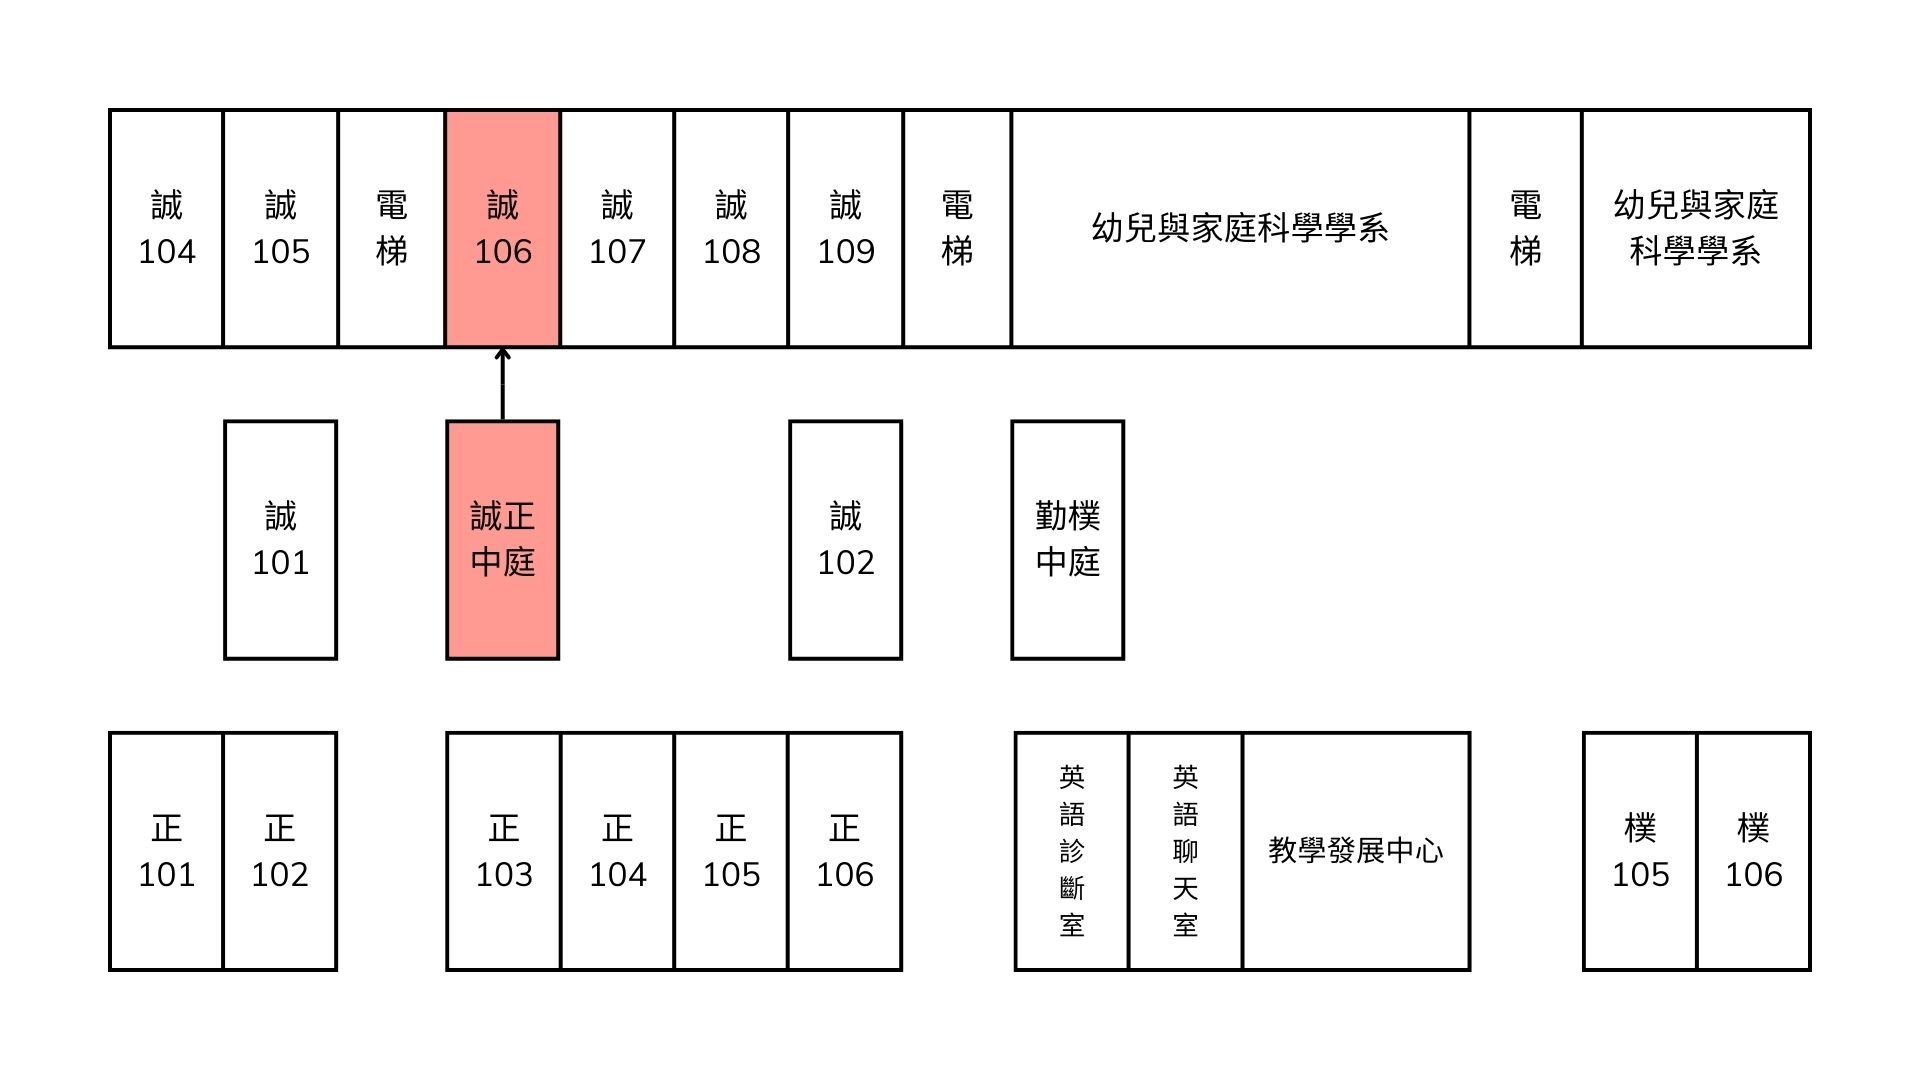 誠
104
誠
105
電
梯
誠
106
誠
107
誠
108
誠
109
電
梯
幼兒與家庭科學學系
電
梯
幼兒與家庭
科學學系
誠
101
誠正
中庭
誠
102
勤樸
中庭
正
101
正
102
正
103
正
104
正
105
正
106
英
語
診
斷
室
英
語
聊
天
室
教學發展中心
樸
105
樸
106